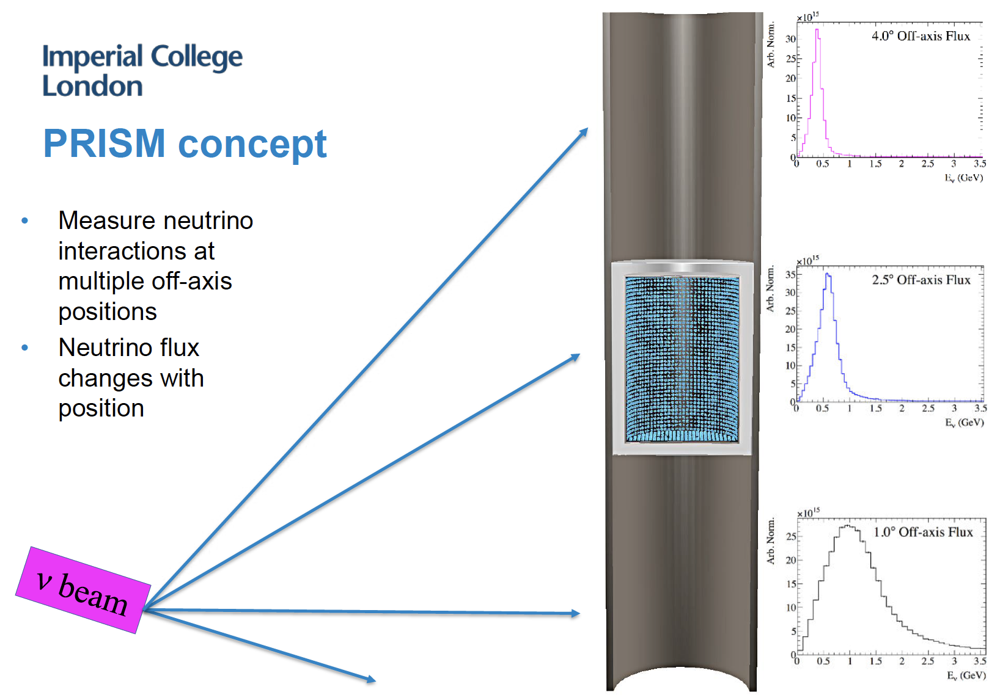 Imperial College
London
PRISM concept
• Measure neutrino
interactions at
multiple off-axis
positions
• Neutrino flux
changes with
position
ν beam
×10¹⁵
4.0° Off-axis Flux
Arb. Norm.
30
25
20
15
10
5
0
0 0.5 1 1.5 2 2.5 3 3.5
Eᵥ (GeV)
×10¹⁵
2.5° Off-axis Flux
Arb. Norm.
35
30
25
20
15
10
5
0
0 0.5 1 1.5 2 2.5 3 3.5
Eᵥ (GeV)
×10¹⁵
1.0° Off-axis Flux
Arb. Norm.
25
20
15
10
5
0
0 0.5 1 1.5 2 2.5 3 3.5
Eᵥ (GeV)